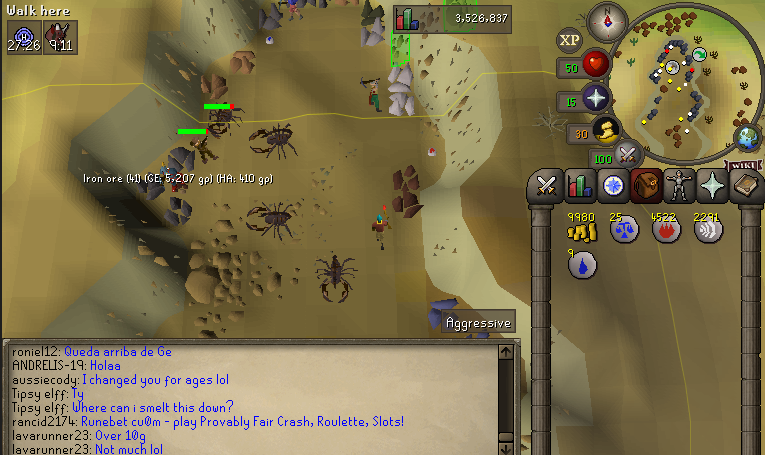 Walk here
27:26 9:11
3,526,837
XP
50
15
30
100
WIKI
Iron ore (41) (GE: 5,207 gp) (HA: 410 gp)
9980 25 4522 2291
9
Aggressive
roniel12: Queda arriba de Ge
ANDRELIS-19: Holaa
aussiecody: I changed you for ages lol
Tipsy elff: Ty
Tipsy elff: Where can i smelt this down?
rancid2174: Runebet cu0m - play Provably Fair Crash, Roulette, Slots!
lavarunner23: Over 10g
lavarunner23: Not much lol